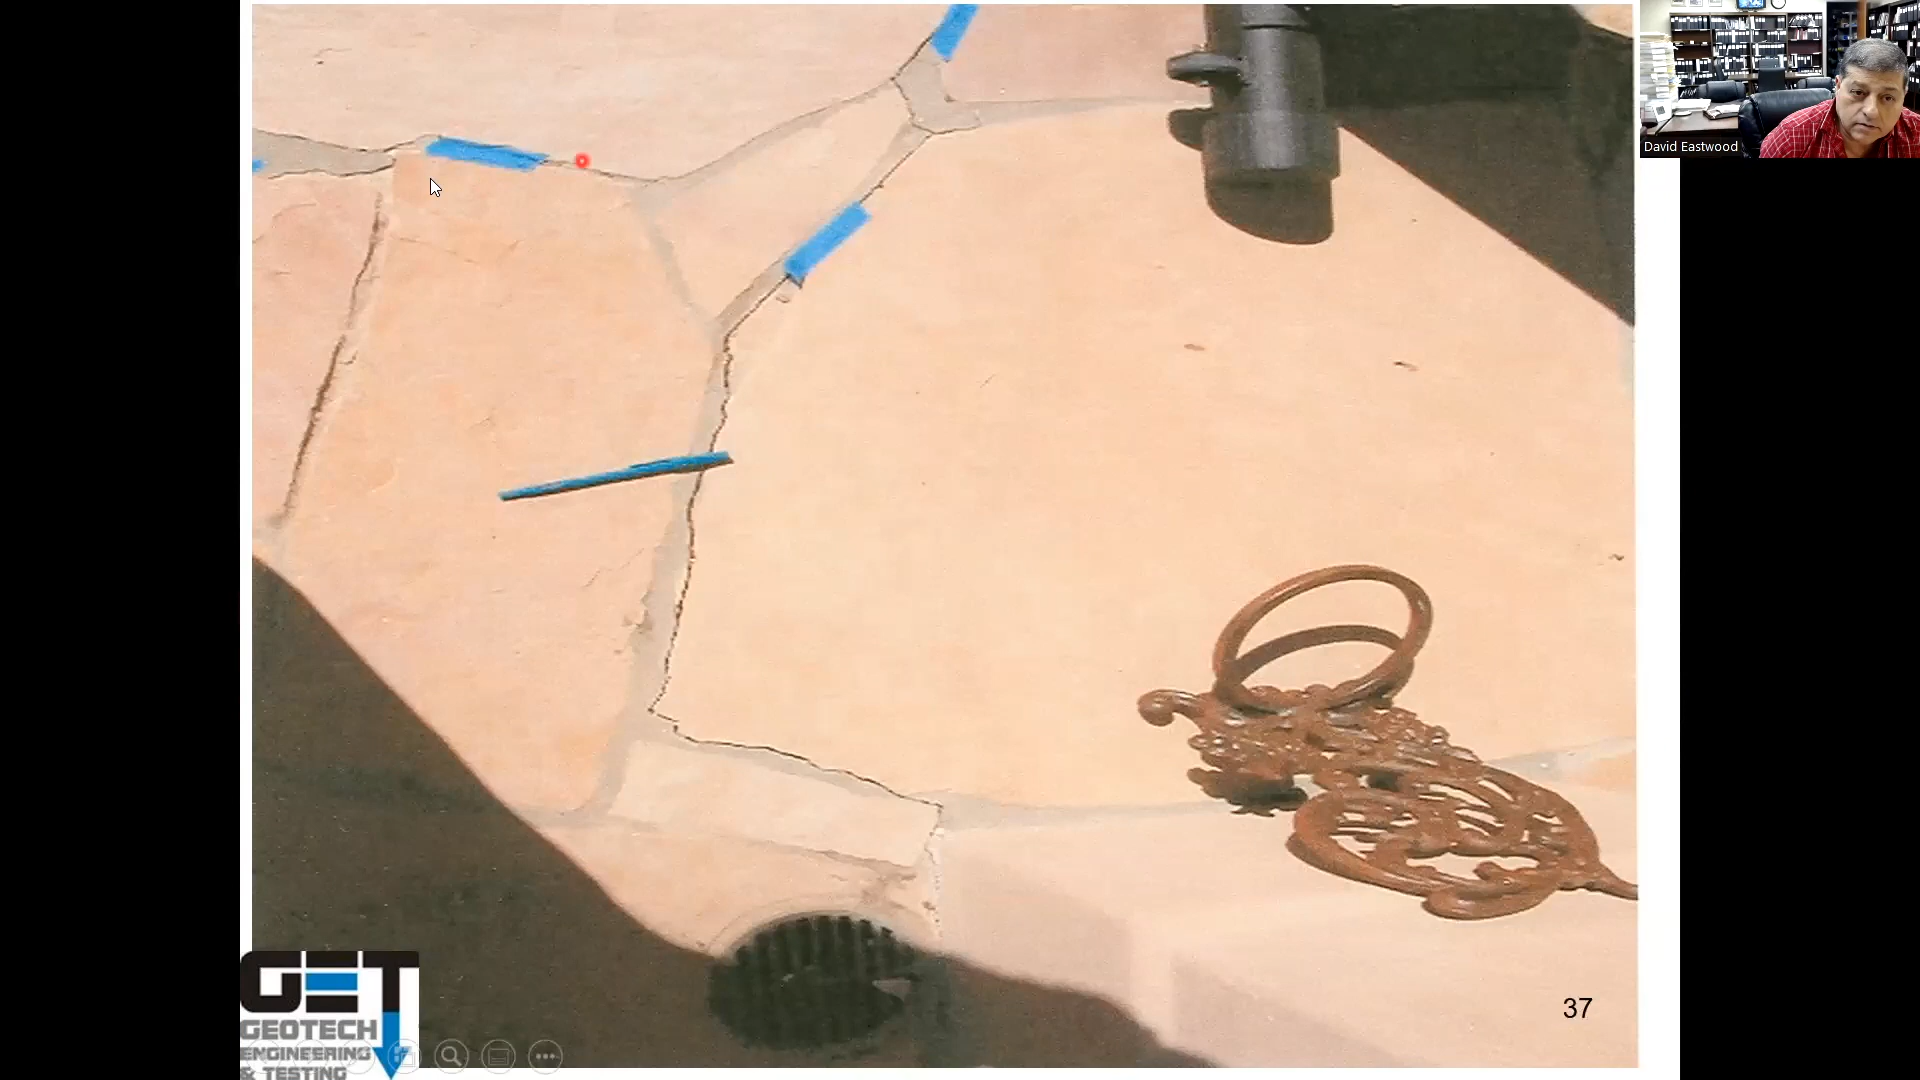 David Eastwood
GET
GEOTECH
ENGINEERING
& TESTING
37